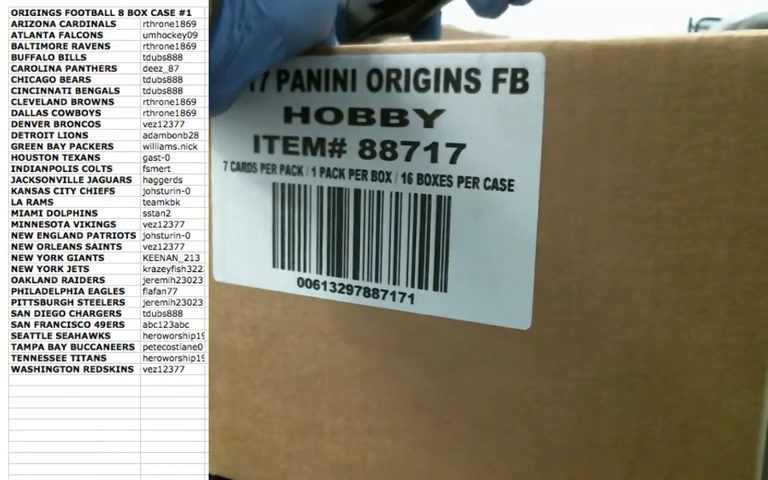 ORIGINGS FOOTBALL 8 BOX CASE #1
ARIZONA CARDINALS rthrone1869
ATLANTA FALCONS umhockey09
BALTIMORE RAVENS rthrone1869
BUFFALO BILLS tdubs888
CAROLINA PANTHERS deez_87
CHICAGO BEARS tdubs888
CINCINNATI BENGALS tdubs888
CLEVELAND BROWNS rthrone1869
DALLAS COWBOYS rthrone1869
DENVER BRONCOS vez12377
DETROIT LIONS adambonb28
GREEN BAY PACKERS williams.nick
HOUSTON TEXANS gast-0
INDIANPOLIS COLTS fsmert
JACKSONVILLE JAGUARS haggerds
KANSAS CITY CHIEFS johsturin-0
LA RAMS teamkbk
MIAMI DOLPHINS sstan2
MINNESOTA VIKINGS vez12377
NEW ENGLAND PATRIOTS johsturin-0
NEW ORLEANS SAINTS vez12377
NEW YORK GIANTS KEENAN_213
NEW YORK JETS krazeyfish322
OAKLAND RAIDERS jeremih23023
PHILADELPHIA EAGLES flafan77
PITTSBURGH STEELERS jeremih23023
SAN DIEGO CHARGERS tdubs888
SAN FRANCISCO 49ERS abc123abc
SEATTLE SEAHAWKS heroworship19
TAMPA BAY BUCCANEERS petecostiane0
TENNESSEE TITANS heroworship19
WASHINGTON REDSKINS vez12377
17 PANINI ORIGINS FB
HOBBY
ITEM# 88717
7 CARDS PER PACK / 1 PACK PER BOX / 16 BOXES PER CASE
00613297887171